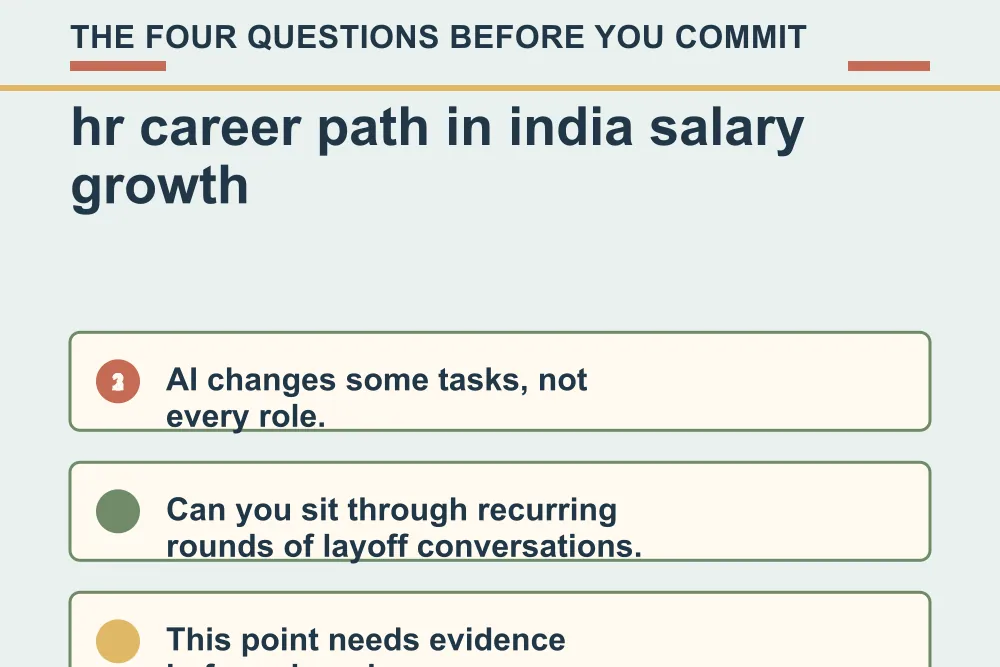 THE FOUR QUESTIONS BEFORE YOU COMMIT
hr career path in india salary
growth
AI changes some tasks, not
every role.
Can you sit through recurring
rounds of layoff conversations.
This point needs evidence